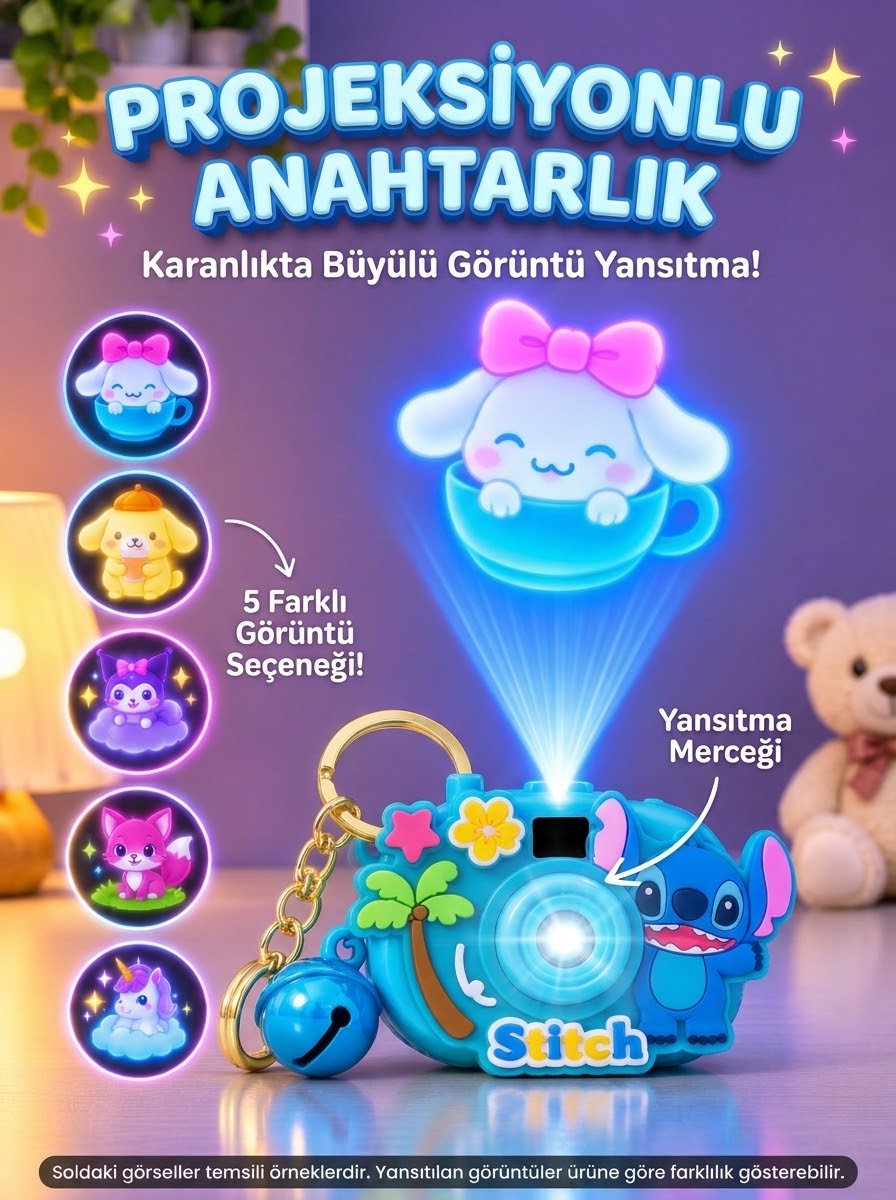 PROJEKSİYONLU
ANAHTARLIK
Karanlıkta Büyülü Görüntü Yansıtma!
5 Farklı
Görüntü
Seçeneği!
Yansıtma
Merceği
Stitch
Soldaki görseller temsili örneklerdir. Yansıtılan görüntüler ürüne göre farklılık gösterebilir.